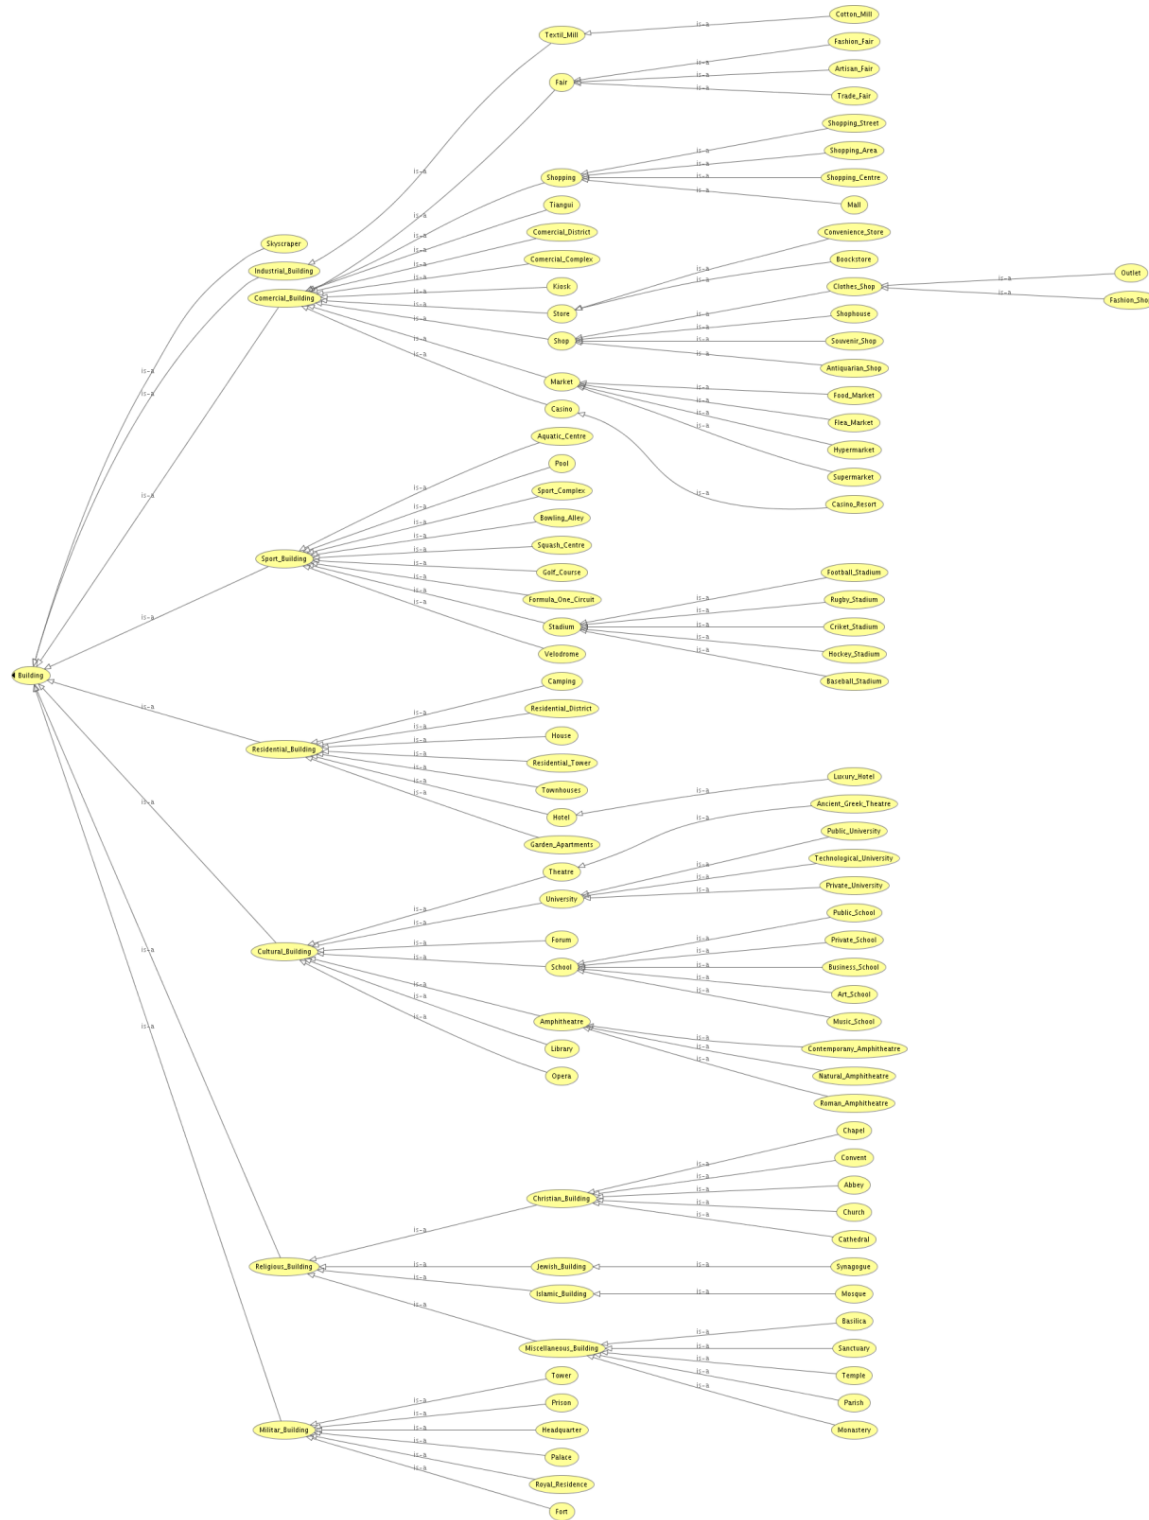 Cotton_Mill
Textil_Mill
Fashion_Fair
Artisan_Fair
Fair
Trade_Fair
Shopping_Street
Shopping_Area
Shopping
Shopping_Centre
Mall
Tiangui
Comercial_District
Convenience_Store
Skyscraper
Comercial_Complex
Boockstore
Industrial_Building
Outlet
Kiosk
Clothes_Shop
Comercial_Building
Fashion_Sho
Store
Shophouse
Shop
Souvenir_Shop
Antiquarian_Shop
Market
Food_Market
Casino
Flea_Market
Aquatic_Centre
Hypermarket
Pool
Supermarket
Sport_Complex
Casino_Resort
Bowling_Alley
Squash_Centre
Sport_Building
Golf_Course
Football_Stadium
Formula_One_Circuit
Rugby_Stadium
Stadium
Criket_Stadium
Velodrome
Hockey_Stadium
Building
Camping
Baseball_Stadium
Residential_District
House
Residential_Building
Residential_Tower
Luxury_Hotel
Townhouses
Ancient_Greek_Theatre
Hotel
Public_University
Garden_Apartments
Technological_University
Theatre
Private_University
University
Public_School
Forum
Private_School
Cultural_Building
School
Business_School
Art_School
Amphitheatre
Music_School
Library
Contemporany_Amphitheatre
Opera
Natural_Amphitheatre
Roman_Amphitheatre
Chapel
Convent
Abbey
Christian_Building
Church
Cathedral
Religious_Building
Jewish_Building
Synagogue
Islamic_Building
Mosque
Basilica
Miscellaneous_Building
Sanctuary
Tower
Temple
Prison
Parish
Militar_Building
Headquarter
Monastery
Palace
Royal_Residence
Fort
is-a